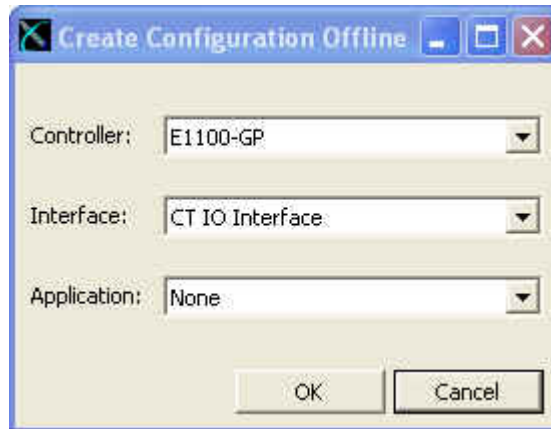 Create Configuration Offline
Controller: E1100-GP
Interface: CT IO Interface
Application: None
OK Cancel